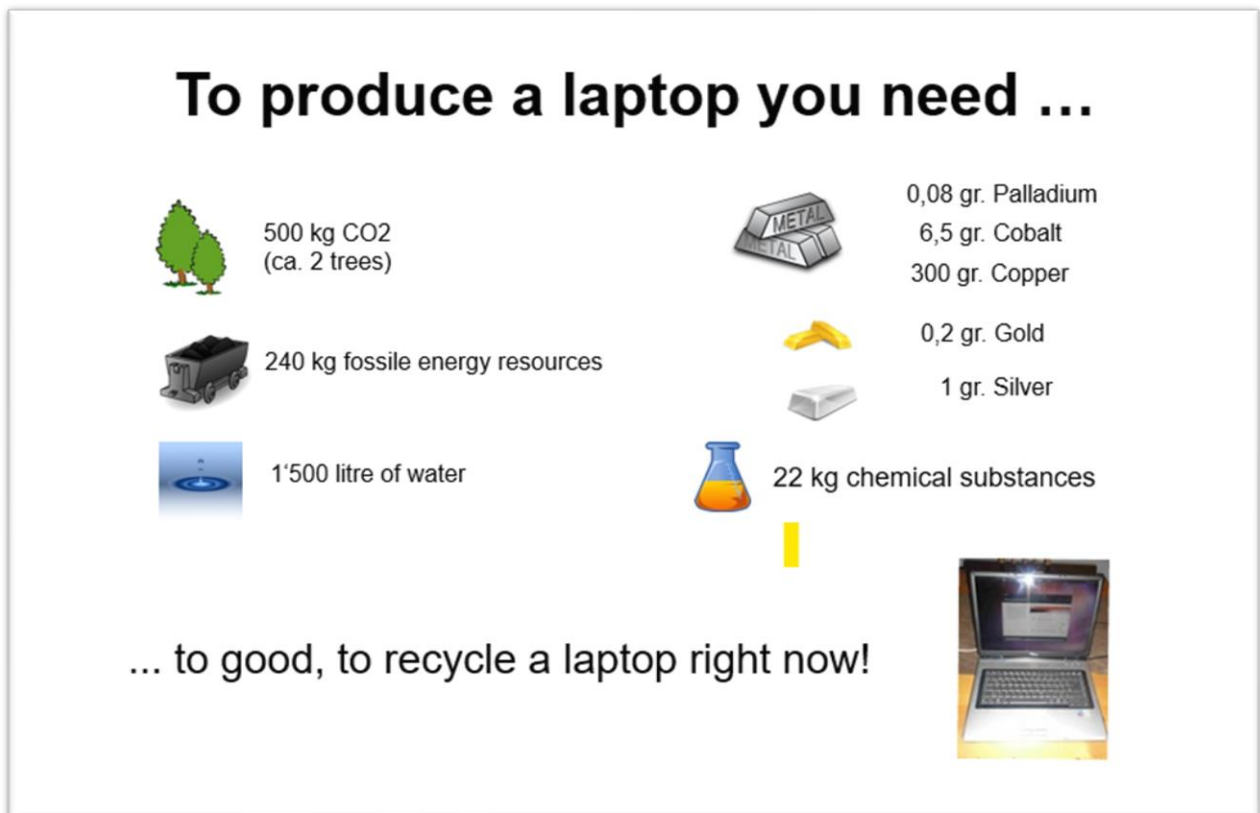 To produce a laptop you need ...
500 kg CO2
(ca. 2 trees)
240 kg fossile energy resources
1‘500 litre of water
METAL
METAL
0,08 gr. Palladium
6,5 gr. Cobalt
300 gr. Copper
0,2 gr. Gold
1 gr. Silver
22 kg chemical substances
... to good, to recycle a laptop right now!